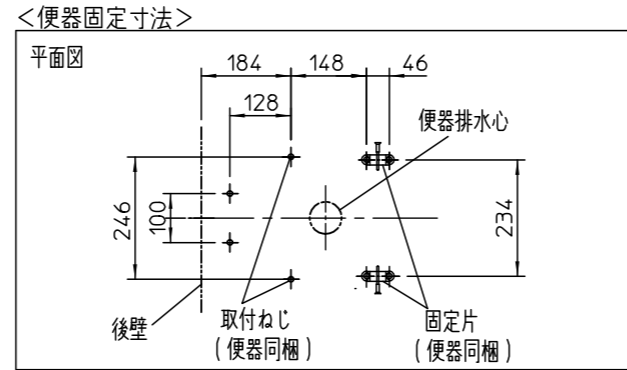 ＜便器固定寸法＞
平面図
184
148
46
128
便器排水心
246
100
234
後壁
取付ねじ
(便器同梱)
固定片
(便器同梱)